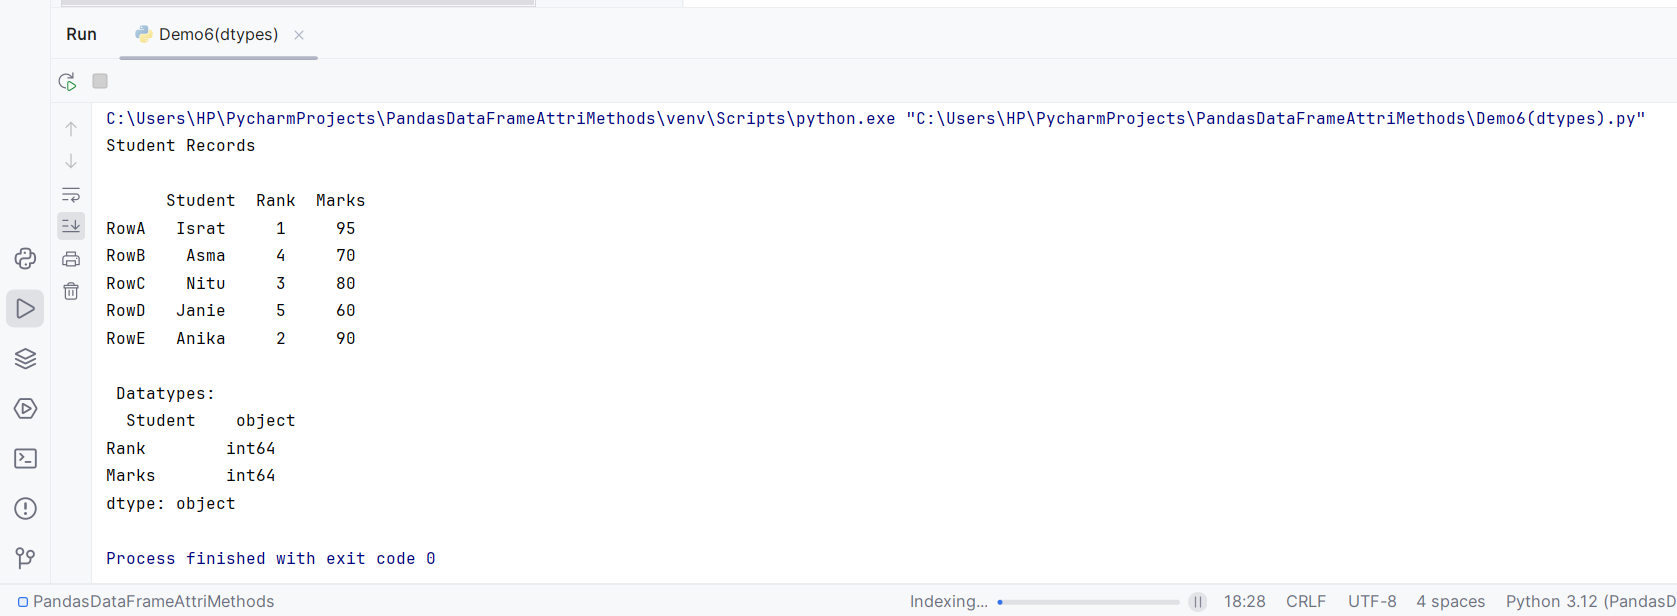 Run Demo6(dtypes)
C:\Users\HP\PycharmProjects\PandasDataFrameAttriMethods\venv\Scripts\python.exe "C:\Users\HP\PycharmProjects\PandasDataFrameAttriMethods\Demo6(dtypes).py"
Student Records
Student Rank Marks
RowA Israt 1 95
RowB Asma 4 70
RowC Nitu 3 80
RowD Janie 5 60
RowE Anika 2 90
Datatypes:
Student object
Rank int64
Marks int64
dtype: object
Process finished with exit code 0
PandasDataFrameAttriMethods Indexing... 18:28 CRLF UTF-8 4 spaces Python 3.12 (PandasD